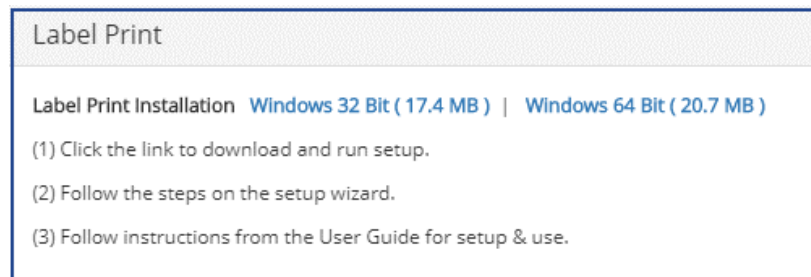 Label Print
Label Print Installation Windows 32 Bit ( 17.4 MB ) | Windows 64 Bit ( 20.7 MB )
(1) Click the link to download and run setup.
(2) Follow the steps on the setup wizard.
(3) Follow instructions from the User Guide for setup & use.